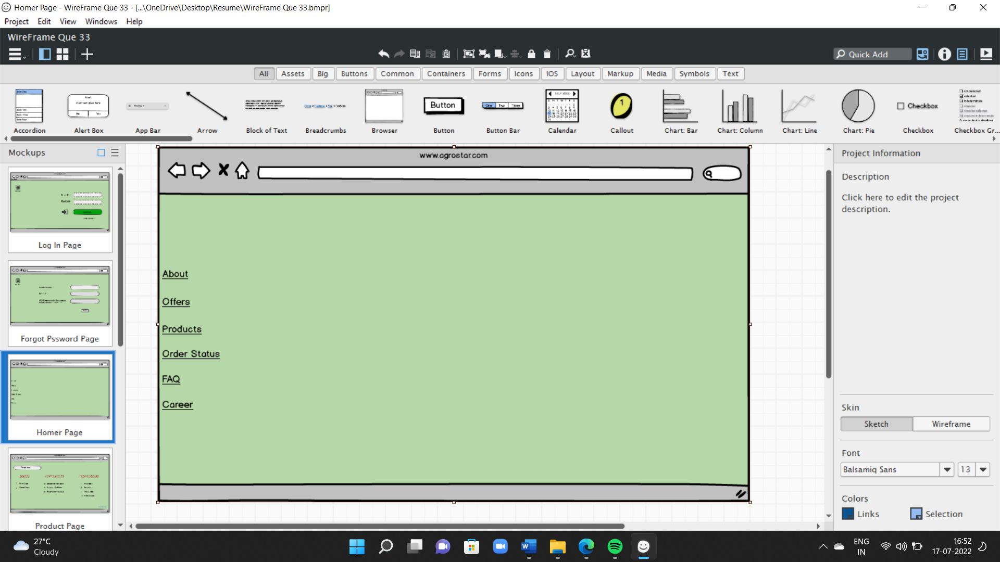 Homer Page - WireFrame Que 33 - [...\OneDrive\Desktop\Resume\WireFrame Que 33.bmpr]
Project Edit View Windows Help
WireFrame Que 33
Quick Add
All Assets Big Buttons Common Containers Forms Icons iOS Layout Markup Media Symbols Text
Button
One Two Three
JULY 2022
1
Checkbox
Accordion Alert Box App Bar Arrow Block of Text Breadcrumbs Browser Button Button Bar Calendar Callout Chart: Bar Chart: Column Chart: Line Chart: Pie Checkbox Checkbox Gr...
Mockups
Log In Page
Forgot Pssword Page
Homer Page
Product Page
www.agrostar.com
About
Offers
Products
Order Status
FAQ
Career
Project Information
Description
Click here to edit the project
description.
Skin
Sketch Wireframe
Font
Balsamiq Sans 13
Colors
Links Selection
27°C
Cloudy
ENG
IN
16:52
17-07-2022